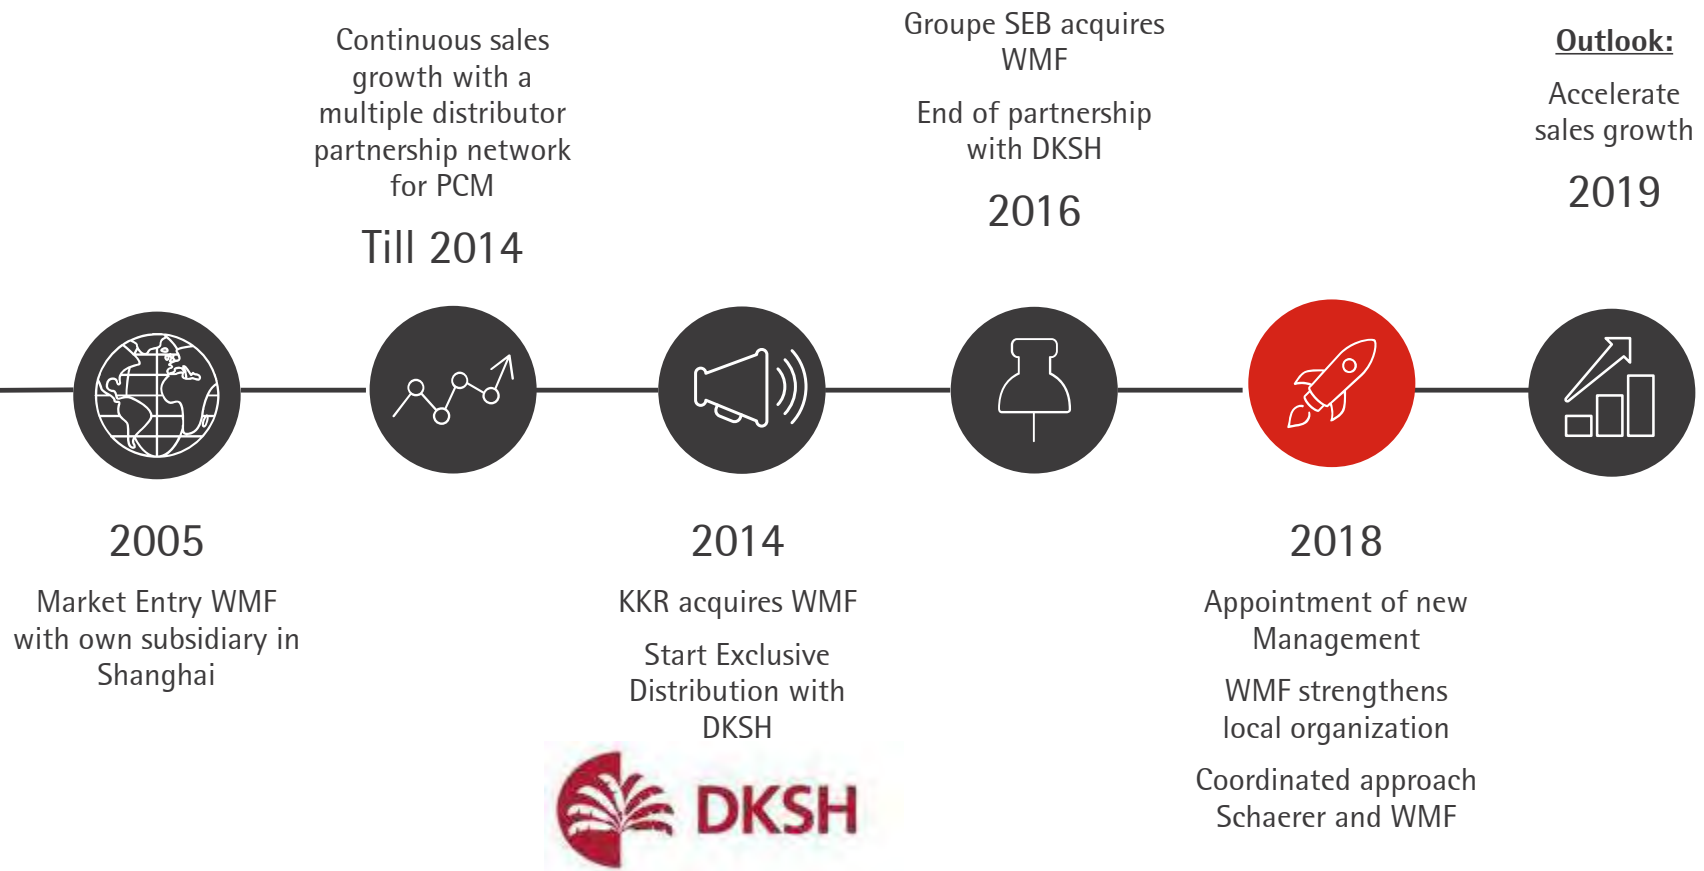 2005
Market Entry WMF
with own subsidiary in
Shanghai
Continuous sales
growth with a
multiple distributor
partnership network
for PCM
Till 2014
2014
KKR acquires WMF
Start Exclusive
Distribution with
DKSH
DKSH
Groupe SEB acquires
WMF
End of partnership
with DKSH
2016
2018
Appointment of new
Management
WMF strengthens
local organization
Coordinated approach
Schaerer and WMF
Outlook:
Accelerate
sales growth
2019